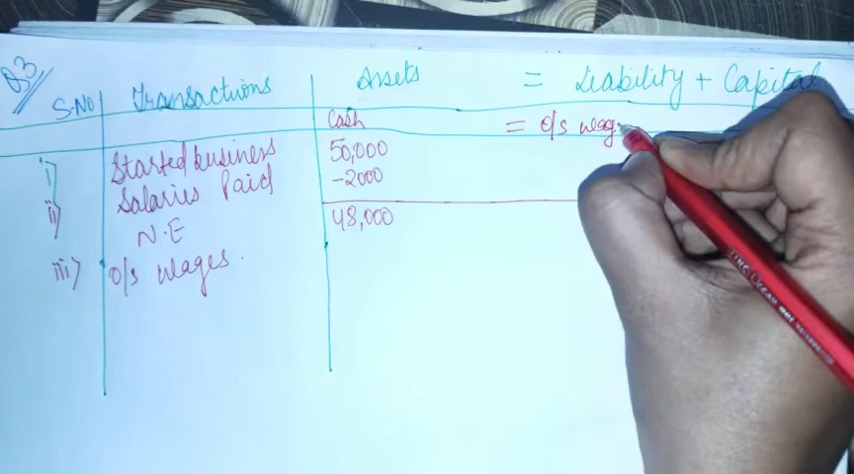 Q3
S.No Transactions Assets = Liability + Capital
Cash = o/s wag
i) Started business 50,000
ii) Salaries Paid -2000
N.E 48,000
iii) o/s wages.